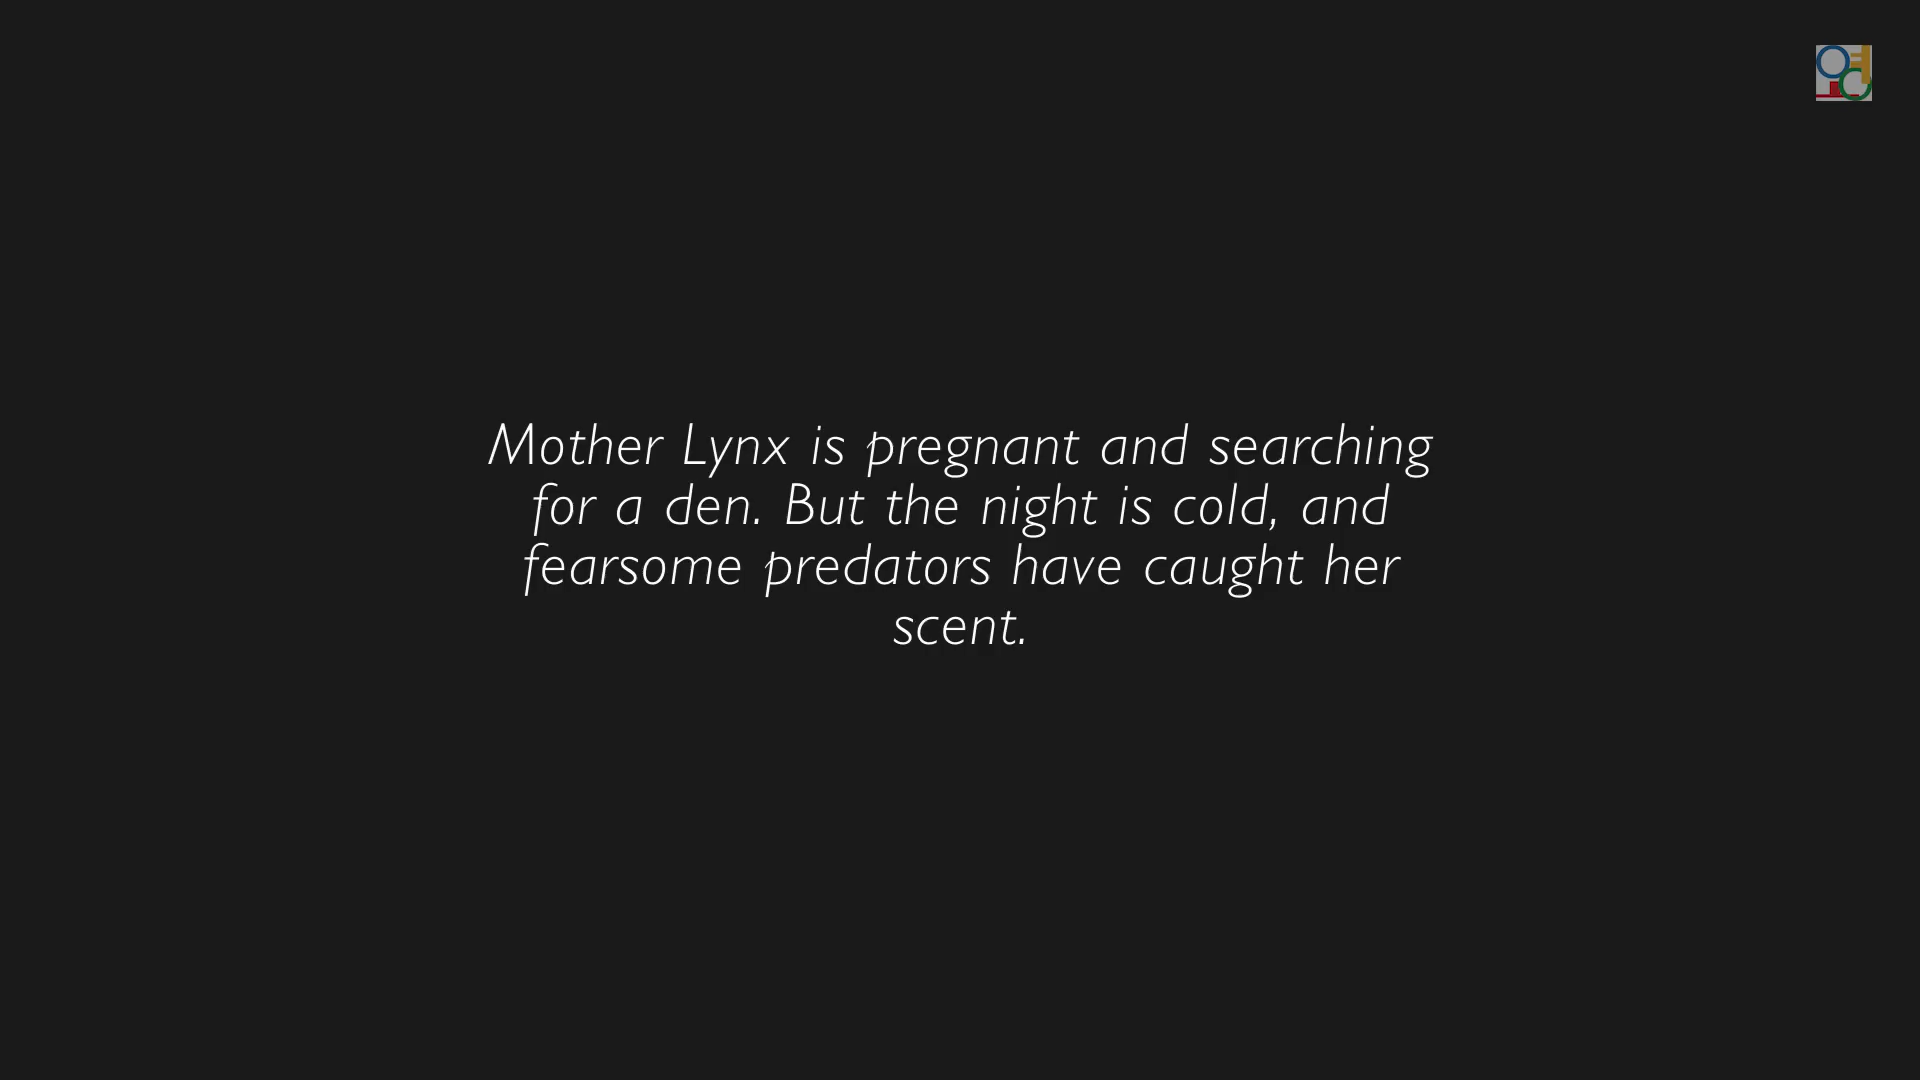 Mother Lynx is pregnant and searching
for a den. But the night is cold, and
fearsome predators have caught her
scent.